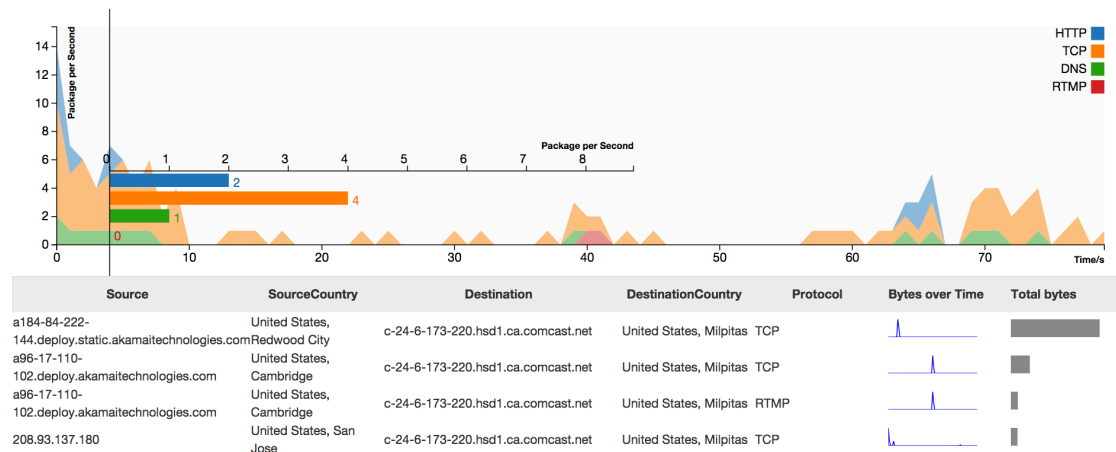 HTTP
TCP
DNS
RTMP
Package per Second
14
12
10
8
6
4
2
0
Package per Second
0 1 2 3 4 5 6 7 8
2
4
1
0
0 10 20 30 40 50 60 70
Time/s
Source SourceCountry Destination DestinationCountry Protocol Bytes over Time Total bytes
a184-84-222- United States,
144.deploy.static.akamaitechnologies.com Redwood City c-24-6-173-220.hsd1.ca.comcast.net United States, Milpitas TCP
a96-17-110- United States,
102.deploy.akamaitechnologies.com Cambridge c-24-6-173-220.hsd1.ca.comcast.net United States, Milpitas TCP
a96-17-110- United States,
102.deploy.akamaitechnologies.com Cambridge c-24-6-173-220.hsd1.ca.comcast.net United States, Milpitas RTMP
208.93.137.180 United States, San
Jose c-24-6-173-220.hsd1.ca.comcast.net United States, Milpitas TCP